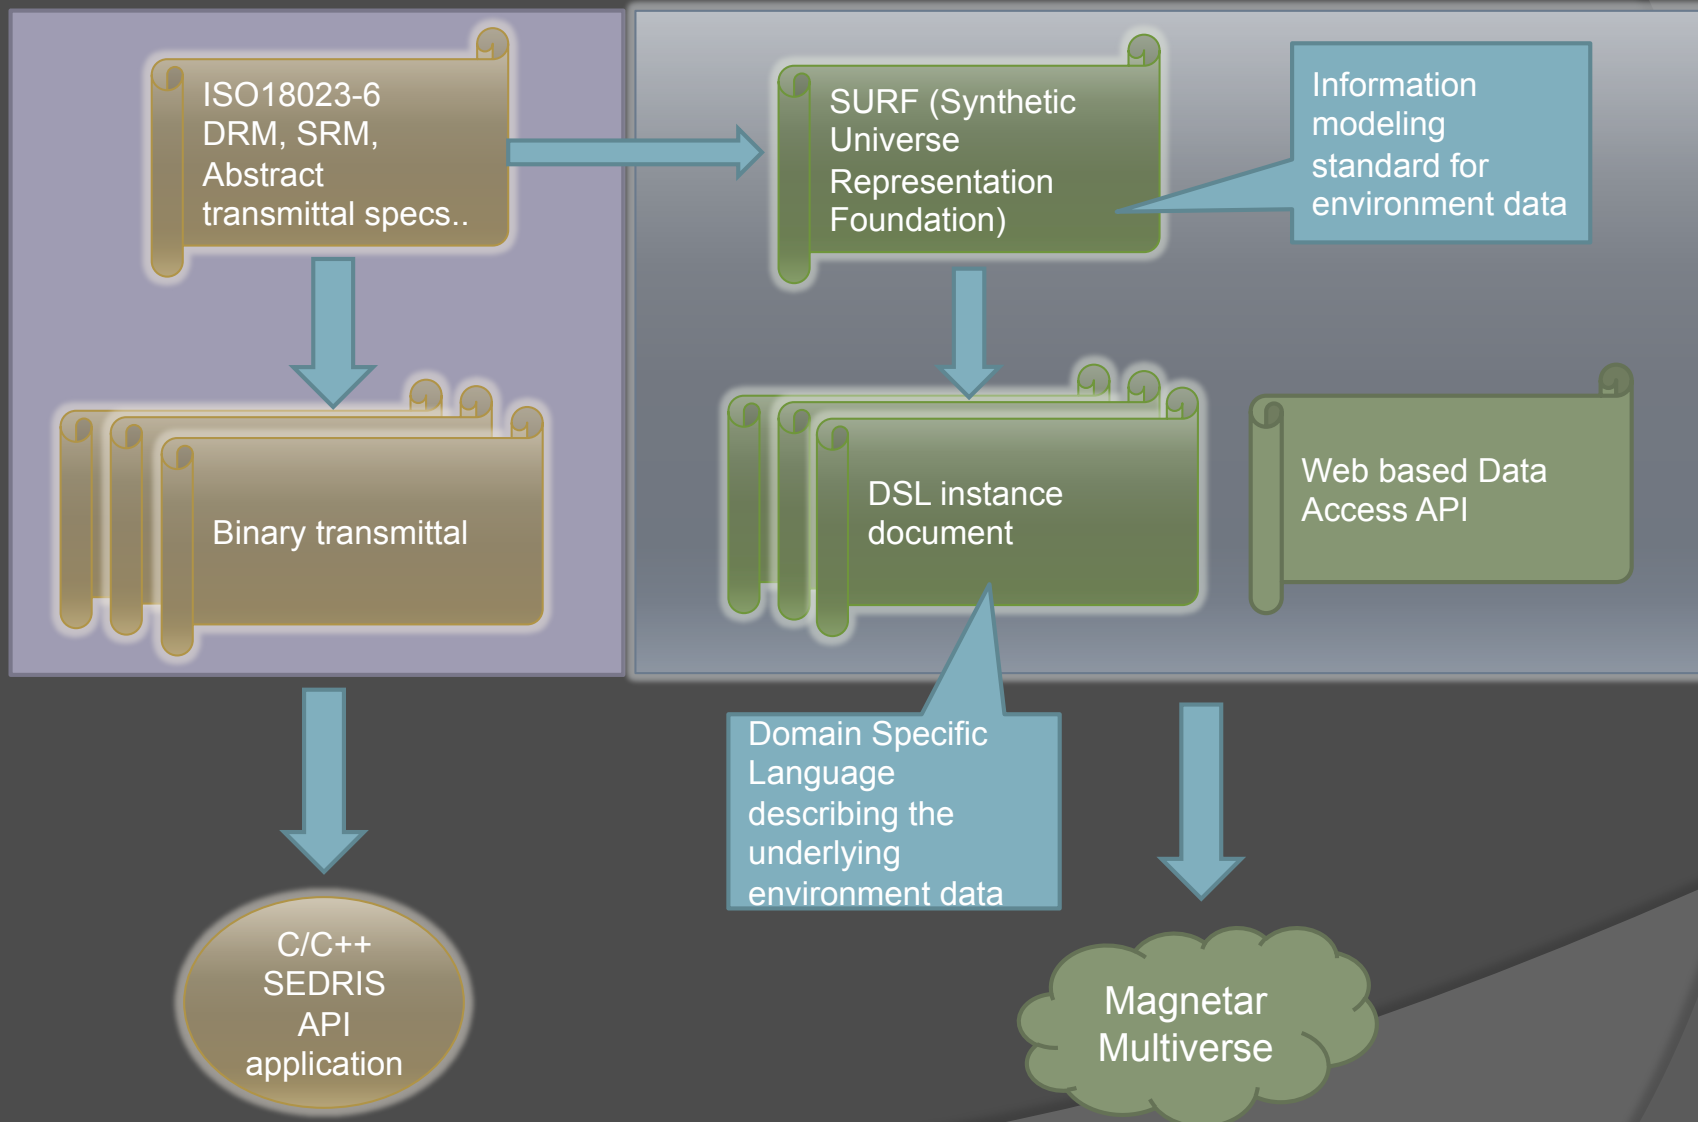 ISO18023-6
DRM, SRM,
Abstract
transmittal specs..
SURF (Synthetic
Universe
Representation
Foundation)
Information
modeling
standard for
environment data
Binary transmittal
DSL instance
document
Web based Data
Access API
Domain Specific
Language
describing the
underlying
environment data
C/C++
SEDRIS
API
application
Magnetar
Multiverse